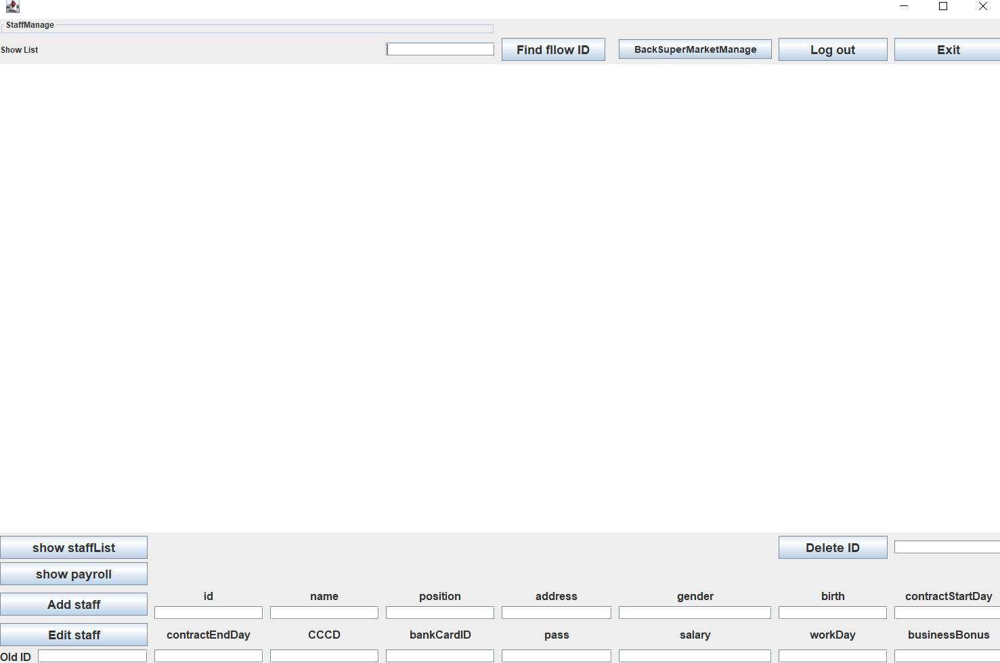 StaffManage
Show List
Find fllow ID
BackSuperMarketManage
Log out
Exit
show staffList
Delete ID
show payroll
Add staff
id name position address gender birth contractStartDay
Edit staff
contractEndDay CCCD bankCardID pass salary workDay businessBonus
Old ID